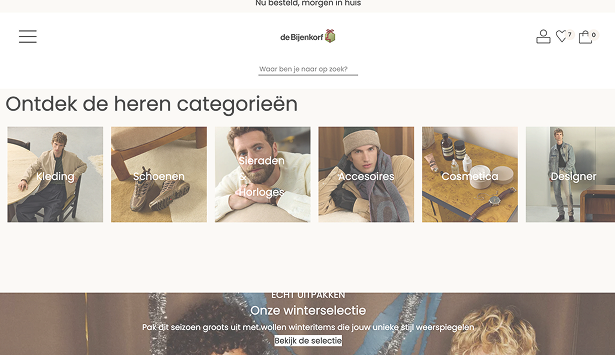 Nu besteld, morgen in huis
de Bijenkorf
7
0
Waar ben je naar op zoek?
Ontdek de heren categorieën
Kleding
Schoenen
Sieraden
&
Horloges
Accesoires
Cosmetica
Designer
ECHT UITPAKKEN
Onze winterselectie
Pak dit seizoen groots uit met wollen winteritems die jouw unieke stijl weerspiegelen
Bekijk de selectie